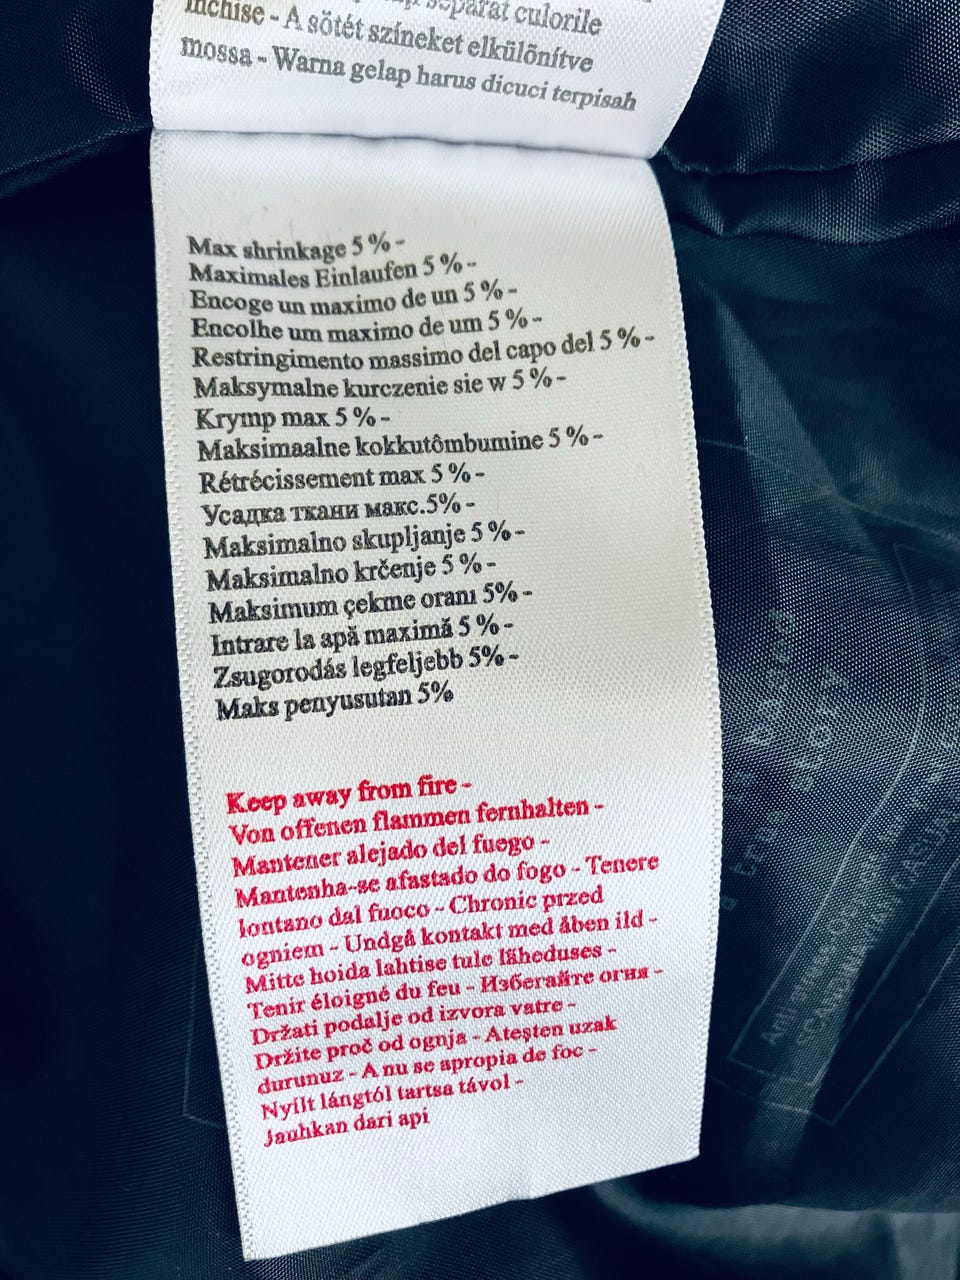 separat culorile
închise - A sötét színeket elkülönítve
mossa - Warna gelap harus dicuci terpisah
Max shrinkage 5 % -
Maximales Einlaufen 5 % -
Encoge un maximo de un 5 % -
Encolhe um maximo de um 5 % -
Restringimento massimo del capo del 5 % -
Maksymalne kurczenie sie w 5 % -
Krymp max 5 % -
Maksimaalne kokkutômbumine 5 % -
Rétrécissement max 5 % -
Усадка ткани макс.5% -
Maksimalno skupljanje 5 % -
Maksimalno krčenje 5 % -
Maksimum çekme oranı 5% -
Intrare la apă maximă 5 % -
Zsugorodás legfeljebb 5% -
Maks penyusutan 5%
Keep away from fire -
Von offenen flammen fernhalten -
Mantener alejado del fuego -
Mantenha-se afastado do fogo - Tenere
lontano dal fuoco - Chronic przed
ogniem - Undgå kontakt med åben ild -
Mitte hoida lahtise tule läheduses -
Tenir éloigné du feu - Избегайте огня -
Držati podalje od izvora vatre -
Držite proč od ognja - Ateşten uzak
durunuz - A nu se apropia de foc -
Nyílt lángtól tartsa távol -
Jauhkan dari api